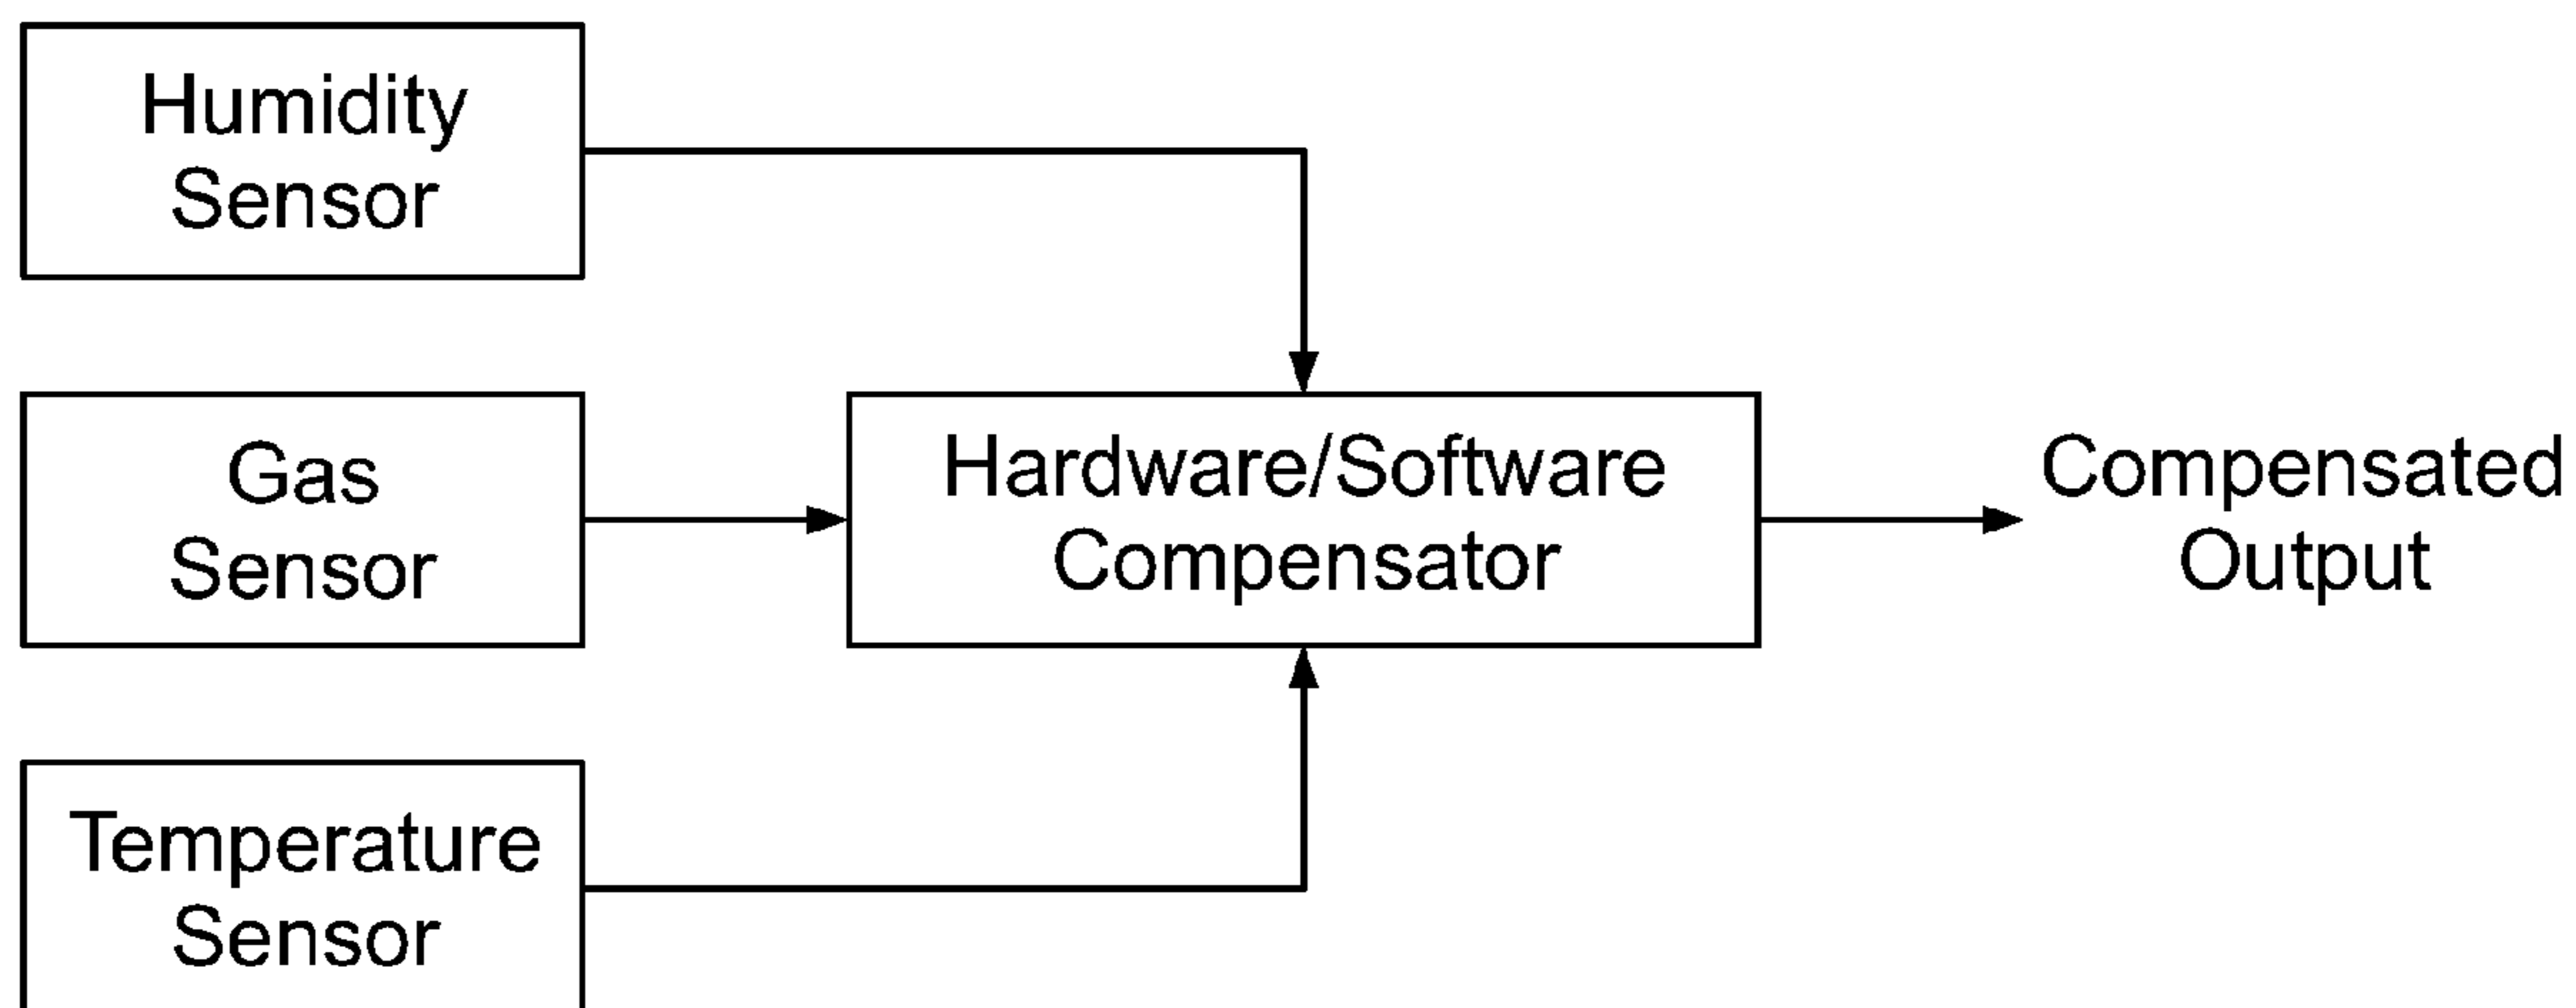 Humidity
Sensor
Gas
Sensor
Hardware/Software
Compensator
Compensated
Output
Temperature
Sensor